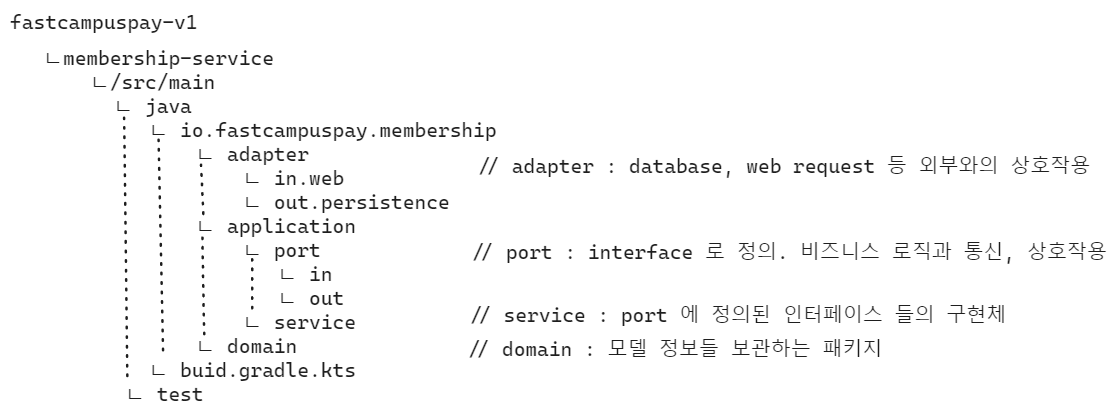 fastcampuspay-v1
∟membership-service
∟/src/main
∟ java
∟ io.fastcampuspay.membership
∟ adapter // adapter : database, web request 등 외부와의 상호작용
∟ in.web
∟ out.persistence
∟ application
∟ port // port : interface 로 정의. 비즈니스 로직과 통신, 상호작용
∟ in
∟ out
∟ service // service : port 에 정의된 인터페이스 들의 구현체
∟ domain // domain : 모델 정보들 보관하는 패키지
∟ buid.gradle.kts
∟ test